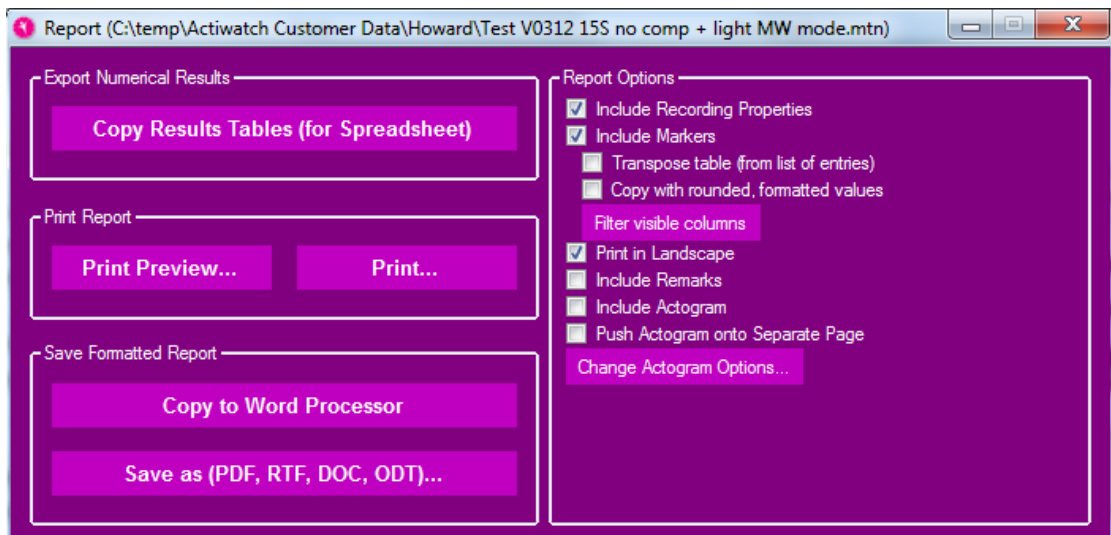 Report (C:\temp\Actiwatch Customer Data\Howard\Test V0312 15S no comp + light MW mode.mtn)
Export Numerical Results
Copy Results Tables (for Spreadsheet)
Print Report
Print Preview...
Print...
Save Formatted Report
Copy to Word Processor
Save as (PDF, RTF, DOC, ODT)...
Report Options
Include Recording Properties
Include Markers
Transpose table (from list of entries)
Copy with rounded, formatted values
Filter visible columns
Print in Landscape
Include Remarks
Include Actogram
Push Actogram onto Separate Page
Change Actogram Options...